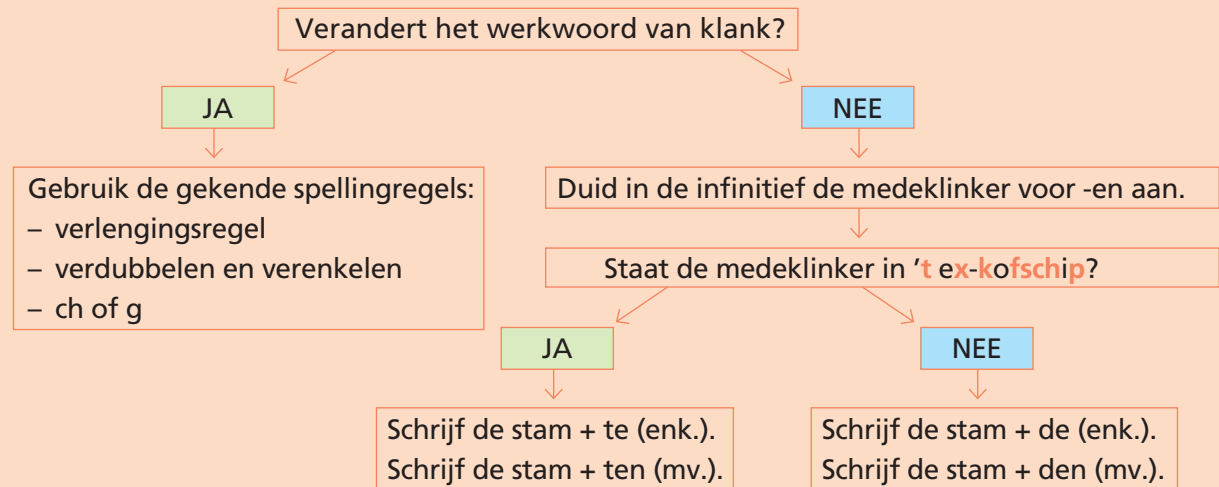 Verandert het werkwoord van klank?
JA
NEE
Gebruik de gekende spellingregels:
– verlengingsregel
– verdubbelen en verenkelen
– ch of g
Duid in de infinitief de medeklinker voor -en aan.
Staat de medeklinker in ’t ex-kofschip?
JA
NEE
Schrijf de stam + te (enk.).
Schrijf de stam + ten (mv.).
Schrijf de stam + de (enk.).
Schrijf de stam + den (mv.).